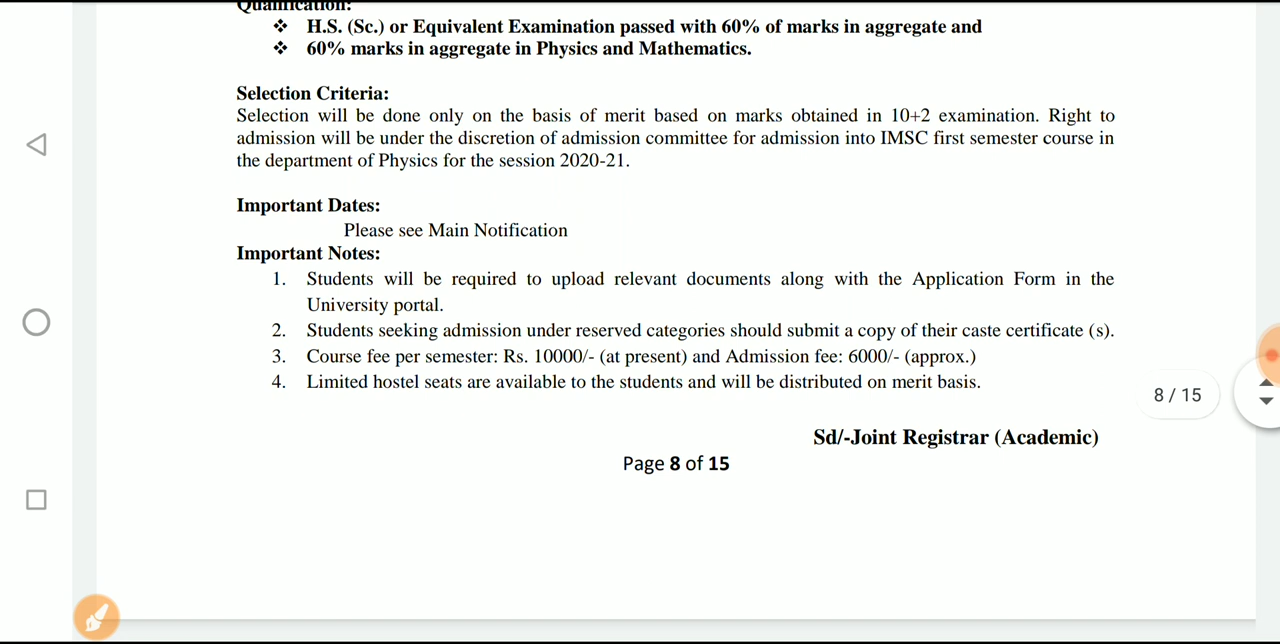 Qualification:
❖ H.S. (Sc.) or Equivalent Examination passed with 60% of marks in aggregate and
❖ 60% marks in aggregate in Physics and Mathematics.
Selection Criteria:
Selection will be done only on the basis of merit based on marks obtained in 10+2 examination. Right to
admission will be under the discretion of admission committee for admission into IMSC first semester course in
the department of Physics for the session 2020-21.
Important Dates:
Please see Main Notification
Important Notes:
1. Students will be required to upload relevant documents along with the Application Form in the
University portal.
2. Students seeking admission under reserved categories should submit a copy of their caste certificate (s).
3. Course fee per semester: Rs. 10000/- (at present) and Admission fee: 6000/- (approx.)
4. Limited hostel seats are available to the students and will be distributed on merit basis.
8 / 15
Sd/-Joint Registrar (Academic)
Page 8 of 15